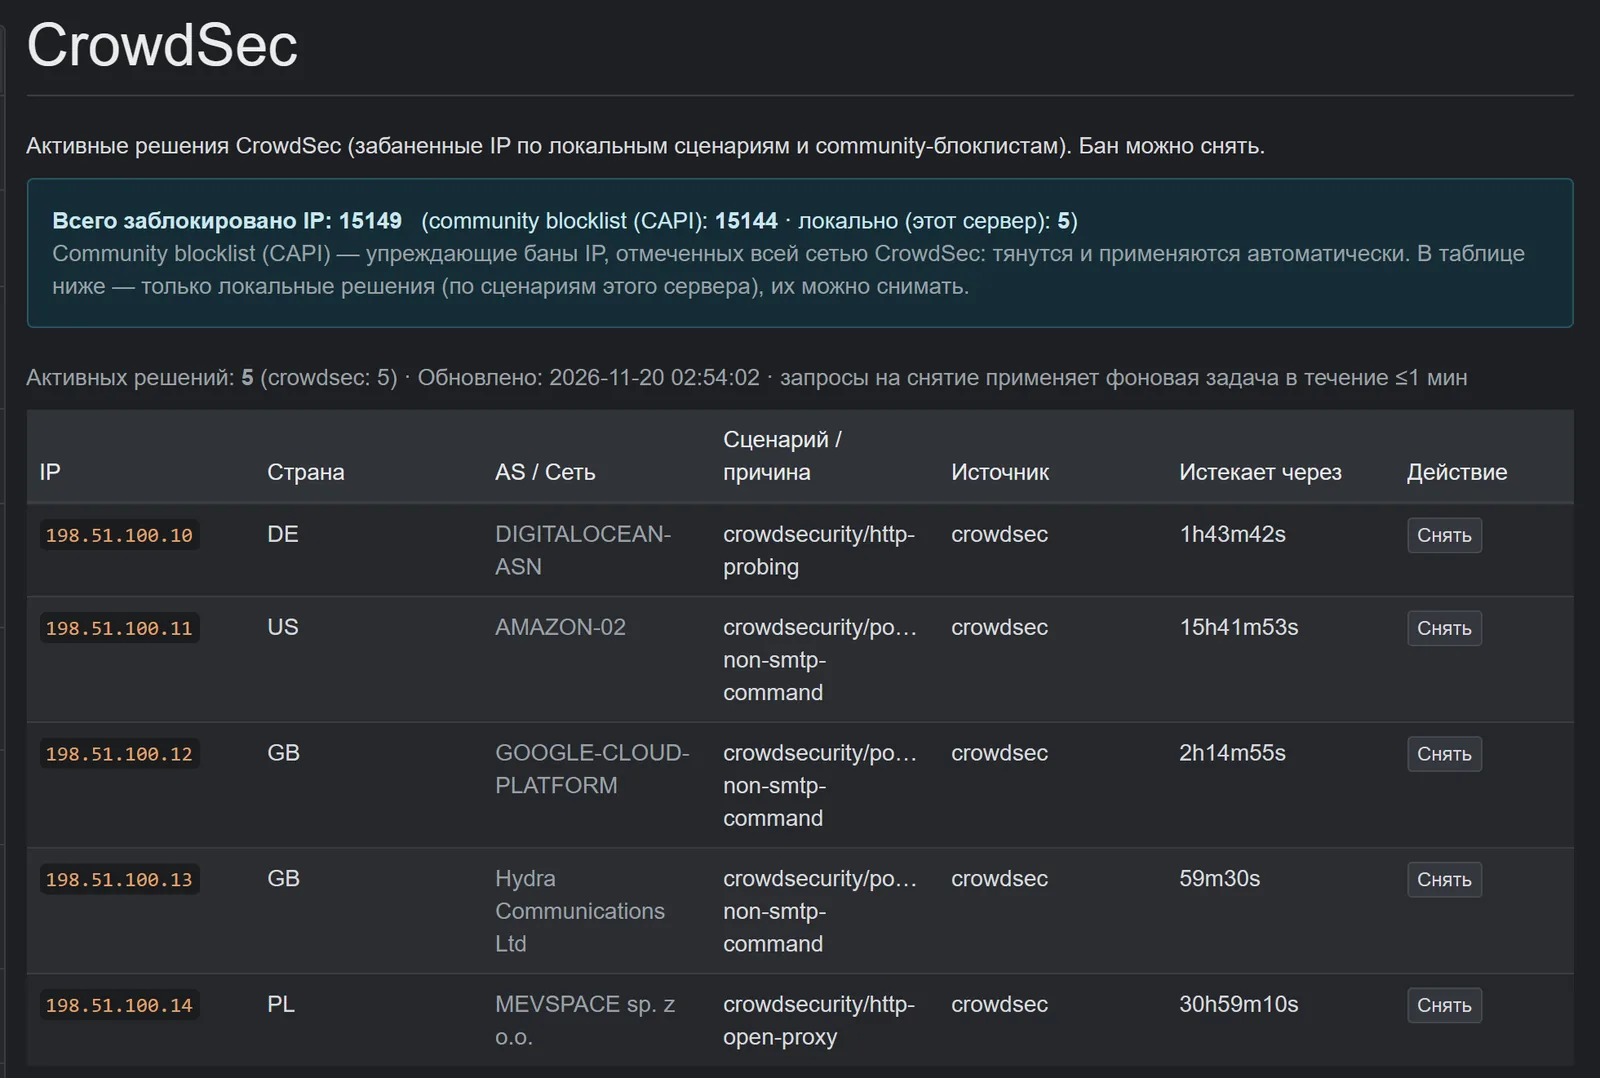 CrowdSec
Активные решения CrowdSec (забаненные IP по локальным сценариям и community-блоклистам). Бан можно снять.
Всего заблокировано IP: 15149 (community blocklist (CAPI): 15144 · локально (этот сервер): 5)
Community blocklist (CAPI) — упреждающие баны IP, отмеченных всей сетью CrowdSec: тянутся и применяются автоматически. В таблице
ниже — только локальные решения (по сценариям этого сервера), их можно снимать.
Активных решений: 5 (crowdsec: 5) · Обновлено: 2026-11-20 02:54:02 · запросы на снятие применяет фоновая задача в течение ≤1 мин
Сценарий /
IP Страна AS / Сеть причина Источник Истекает через Действие
198.51.100.10 DE DIGITALOCEAN- crowdsecurity/http- crowdsec 1h43m42s Снять
ASN probing
198.51.100.11 US AMAZON-02 crowdsecurity/po… crowdsec 15h41m53s Снять
non-smtp-
command
198.51.100.12 GB GOOGLE-CLOUD- crowdsecurity/po… crowdsec 2h14m55s Снять
PLATFORM non-smtp-
command
198.51.100.13 GB Hydra crowdsecurity/po… crowdsec 59m30s Снять
Communications non-smtp-
Ltd command
198.51.100.14 PL MEVSPACE sp. z crowdsecurity/http- crowdsec 30h59m10s Снять
o.o. open-proxy